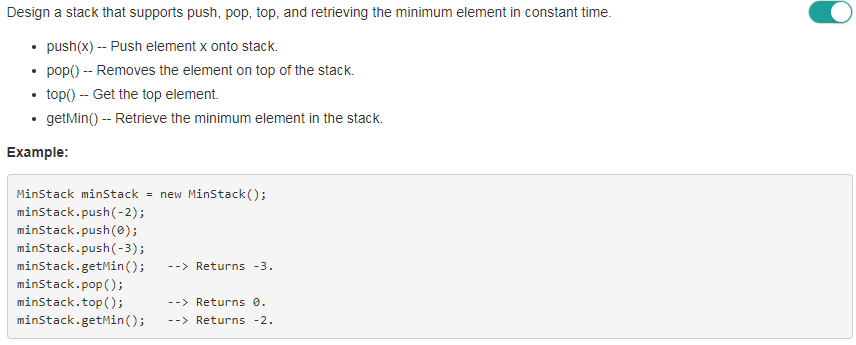 Design a stack that supports push, pop, top, and retrieving the minimum element in constant time.
• push(x) -- Push element x onto stack.
• pop() -- Removes the element on top of the stack.
• top() -- Get the top element.
• getMin() -- Retrieve the minimum element in the stack.
Example:
MinStack minStack = new MinStack();
minStack.push(-2);
minStack.push(0);
minStack.push(-3);
minStack.getMin();   --> Returns -3.
minStack.pop();
minStack.top();      --> Returns 0.
minStack.getMin();   --> Returns -2.